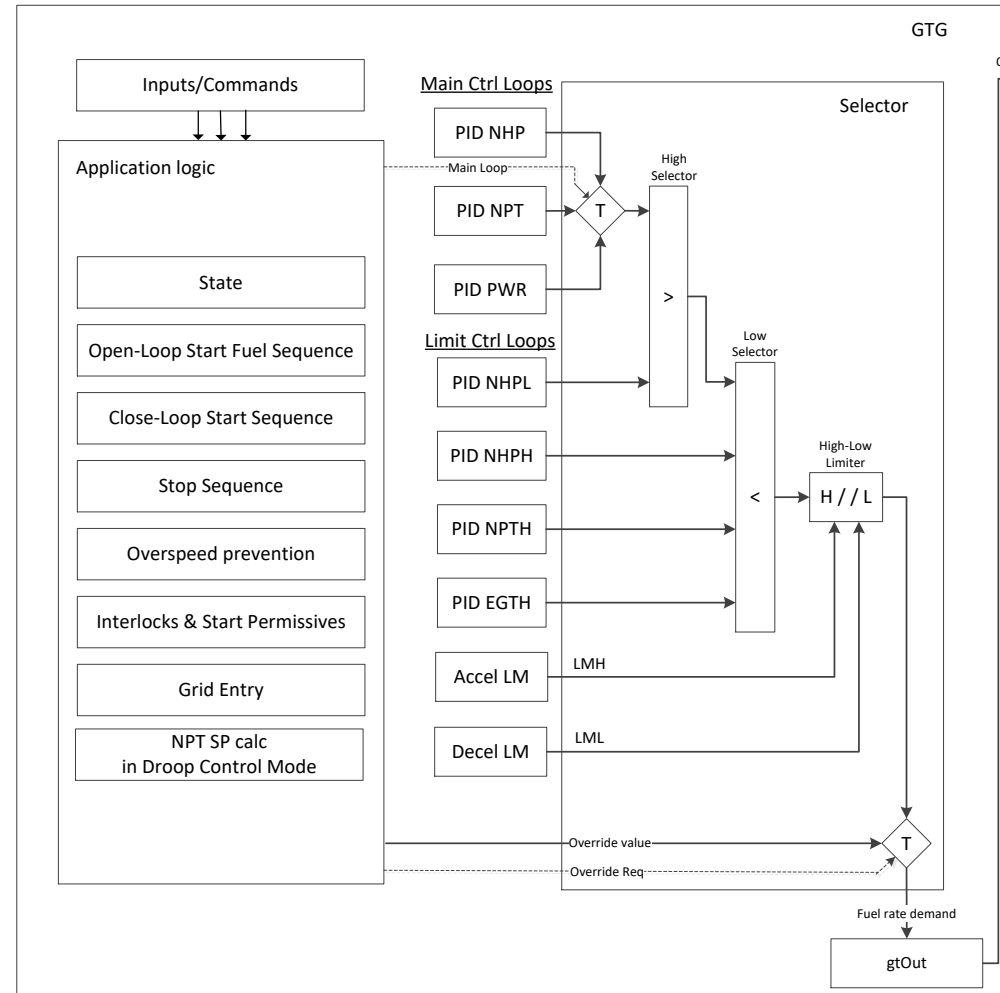 GTG
Inputs/Commands
Application logic
State
Open-Loop Start Fuel Sequence
Close-Loop Start Sequence
Stop Sequence
Overspeed prevention
Interlocks & Start Permissives
Grid Entry
NPT SP calc
in Droop Control Mode
Main Ctrl Loops
PID NHP
Main Loop
PID NPT
PID PWR
Limit Ctrl Loops
PID NHPL
PID NHPH
PID NPTH
PID EGTH
Accel LM
Decel LM
Selector
T
High
Selector
>
Low
Selector
<
High-Low
Limiter
H / / L
LMH
LML
Override value
Override Req
T
Fuel rate demand
gtOut